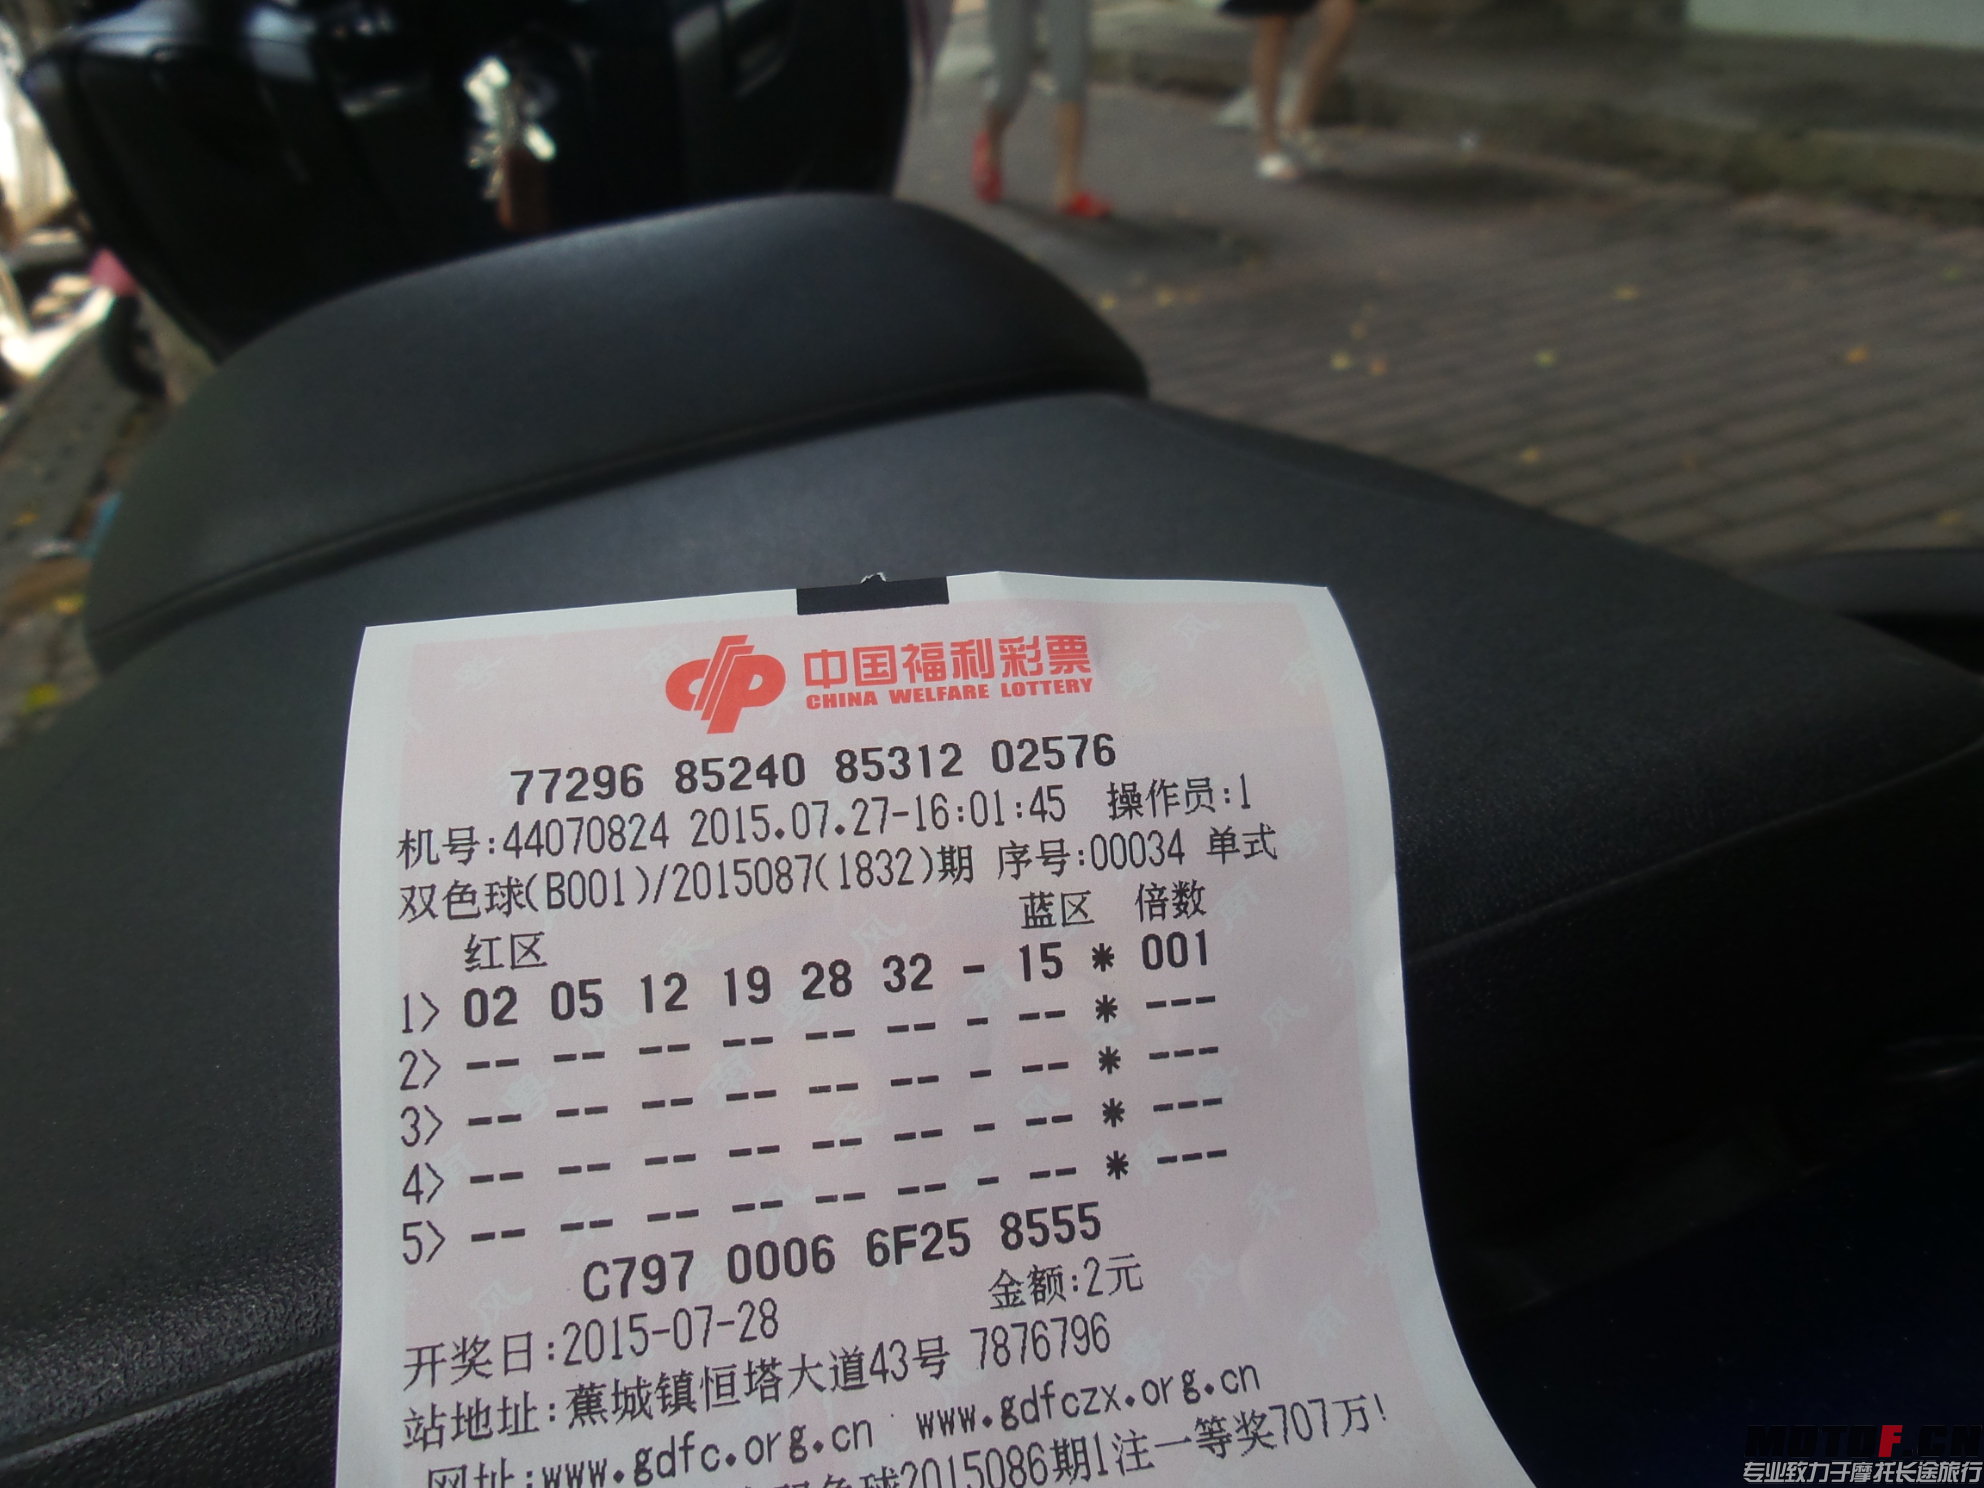 中国福利彩票
CHINA WELFARE LOTTERY
77296 85240 85312 02576
机号:44070824 2015.07.27-16:01:45 操作员:1
双色球(B001)/2015087(1832)期 序号:00034 单式
红区 蓝区 倍数
1> 02 05 12 19 28 32 - 15 * 001
2> -- -- -- -- -- -- - -- * ---
3> -- -- -- -- -- -- - -- * ---
4> -- -- -- -- -- -- - -- * ---
5> -- -- -- -- -- -- - -- * ---
C797 0006 6F25 8555
金额:2元
开奖日:2015-07-28
站地址:蕉城镇恒塔大道43号 7876796
网址:www.gdfc.org.cn www.gdfczx.org.cn
双色球2015086期1注一等奖707万!
MOTOF.CN
专业致力于摩托长途旅行